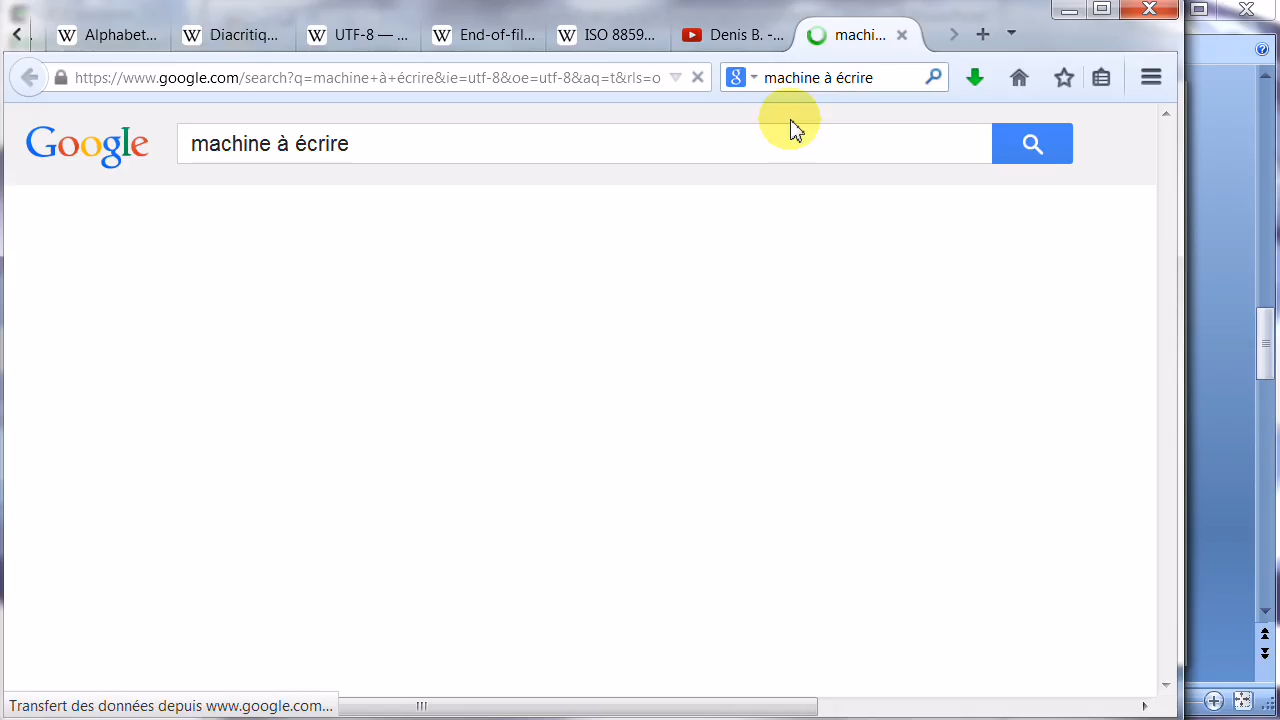 Alphabet...
Diacritiq...
UTF-8 — ...
End-of-fil...
ISO 8859...
Denis B. -...
machi...
https://www.google.com/search?q=machine+à+écrire&ie=utf-8&oe=utf-8&aq=t&rls=o
machine à écrire
Google
machine à écrire
Transfert des données depuis www.google.com...